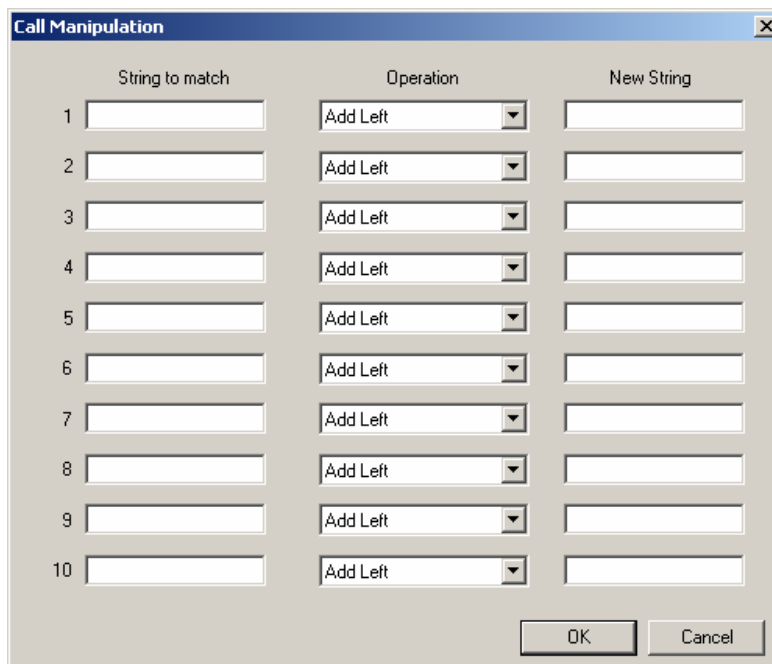 Call Manipulation
String to match Operation New String
1 Add Left
2 Add Left
3 Add Left
4 Add Left
5 Add Left
6 Add Left
7 Add Left
8 Add Left
9 Add Left
10 Add Left
OK Cancel